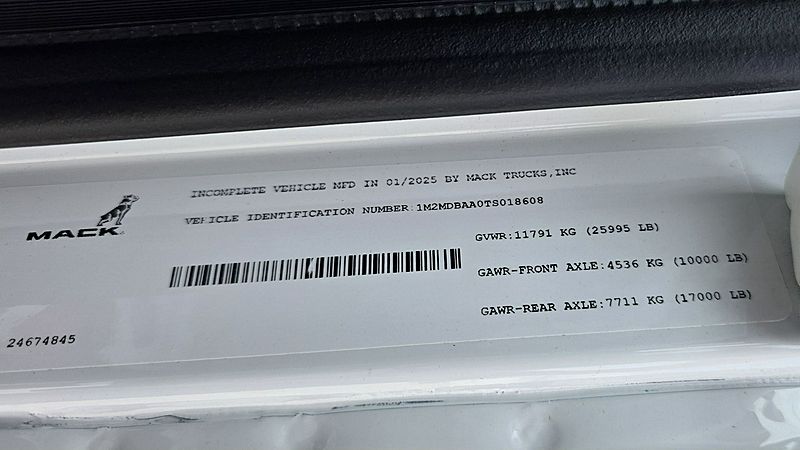 INCOMPLETE VEHICLE MFD IN 01/2025 BY MACK TRUCKS,INC
VEHICLE IDENTIFICATION NUMBER:1M2MDBAA0TS018608
MACK
GVWR:11791 KG (25995 LB)
GAWR-FRONT AXLE:4536 KG (10000 LB)
GAWR-REAR AXLE:7711 KG (17000 LB)
24674845